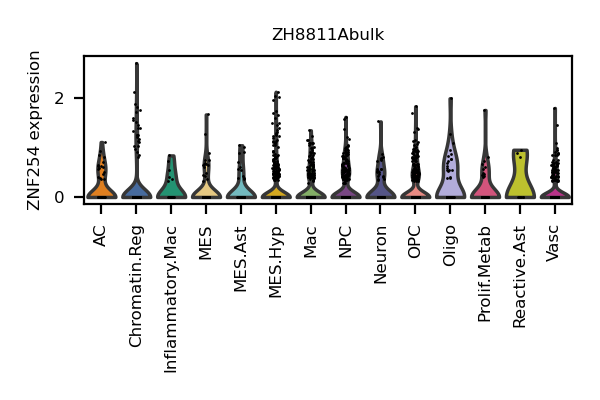 ZH8811Abulk
ZNF254 expression
2
0
AC
Chromatin.Reg
Inflammatory.Mac
MES
MES.Ast
MES.Hyp
Mac
NPC
Neuron
OPC
Oligo
Prolif.Metab
Reactive.Ast
Vasc